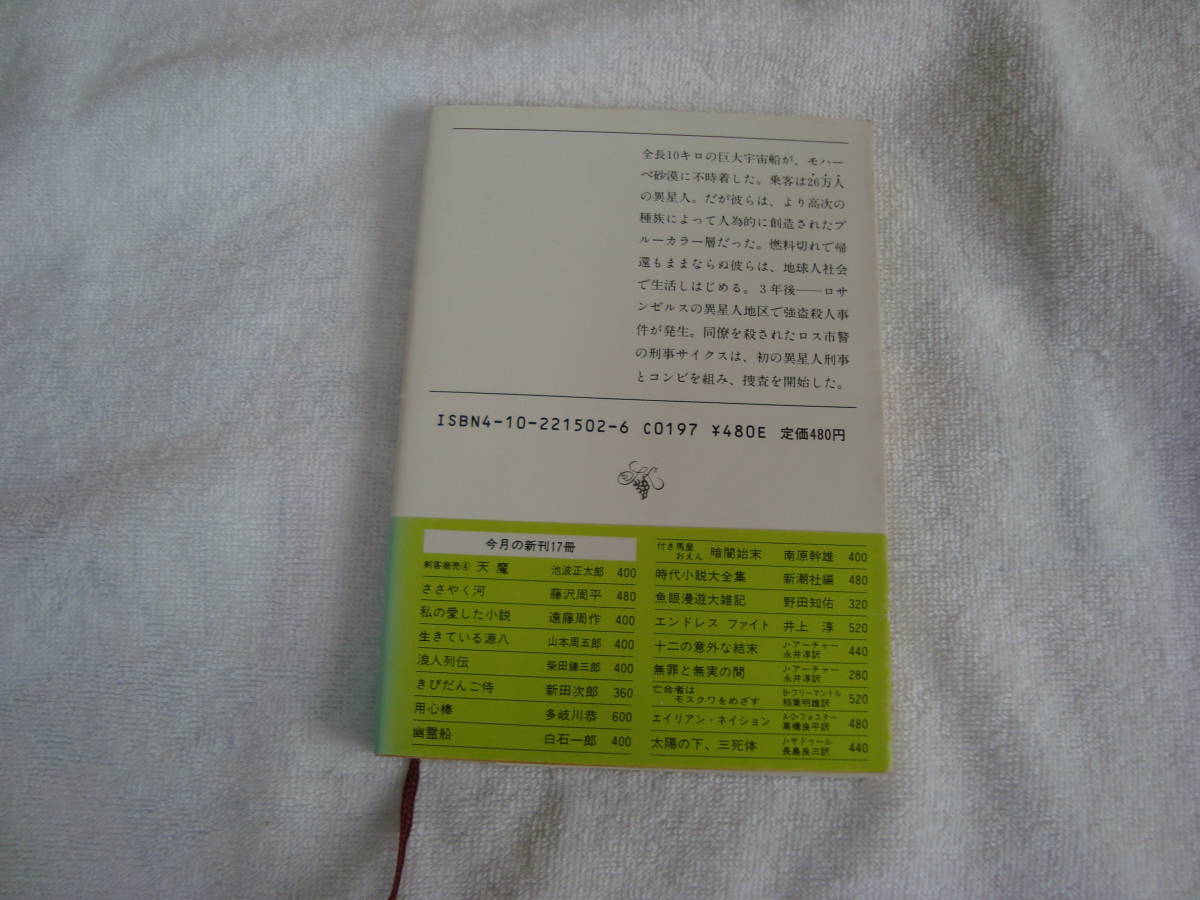 全長10キロの巨大宇宙船が、モハー
ベ砂漠に不時着した。乗客は26万人
の異星人。だが彼らは、より高次の
種族によって人為的に創造されたブ
ルーカラー層だった。燃料切れで帰
還もままならぬ彼らは、地球人社会
で生活しはじめる。3年後――ロサ
ンゼルスの異星人地区で強盗殺人事
件が発生。同僚を殺されたロス市警
の刑事サイクスは、初の異星人刑事
とコンビを組み、捜査を開始した。
ISBN4-10-221502-6 C0197 ¥480E 定価480円
今月の新刊17冊
剣客商売④ 天魔 池波正太郎 400
ささやく河 藤沢周平 480
私の愛した小説 遠藤周作 400
生きている源八 山本周五郎 400
浪人列伝 柴田錬三郎 400
きびだんご侍 新田次郎 360
用心棒 多岐川恭 600
幽霊船 白石一郎 400
付き馬屋おえん 暗闇始末 南原幹雄 400
時代小説大全集 新潮社編 480
魚眼漫遊大雑記 野田知佑 320
エンドレス ファイト 井上 淳 520
十二の意外な結末 J・アーチャー 永井淳訳 440
無罪と無実の間 J・アーチャー 永井淳訳 280
亡命者はモスクワをめざす B・フリーマントル 稲葉明雄訳 520
エイリアン・ネイション A・D・フォスター 高橋良平訳 480
太陽の下、三死体 J・サドゥール 長島良三訳 440